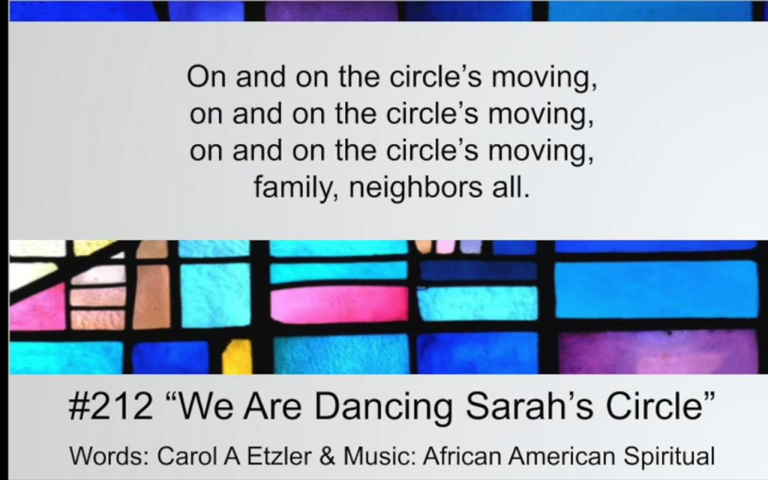 On and on the circle’s moving,
on and on the circle’s moving,
on and on the circle’s moving,
family, neighbors all.
#212 “We Are Dancing Sarah’s Circle”
Words: Carol A Etzler & Music: African American Spiritual